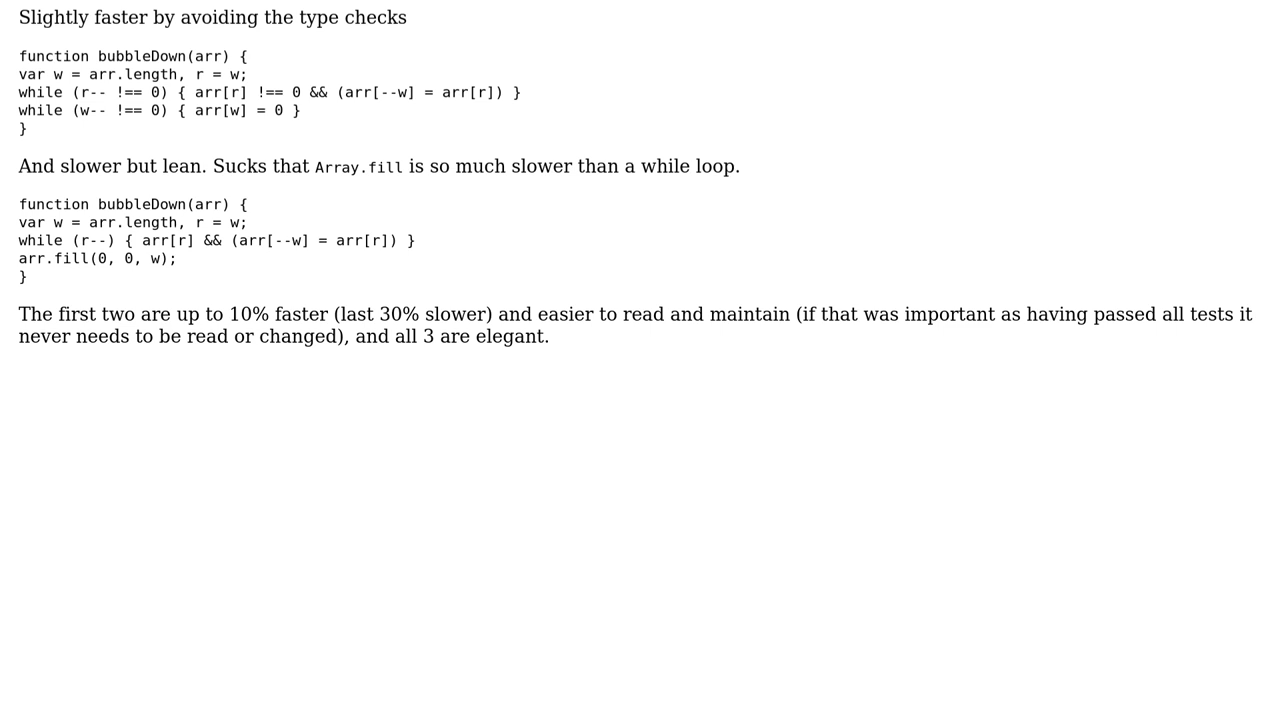 Slightly faster by avoiding the type checks
function bubbleDown(arr) {
var w = arr.length, r = w;
while (r-- !== 0) { arr[r] !== 0 && (arr[--w] = arr[r]) }
while (w-- !== 0) { arr[w] = 0 }
}
And slower but lean. Sucks that Array.fill is so much slower than a while loop.
function bubbleDown(arr) {
var w = arr.length, r = w;
while (r--) { arr[r] && (arr[--w] = arr[r]) }
arr.fill(0, 0, w);
}
The first two are up to 10% faster (last 30% slower) and easier to read and maintain (if that was important as having passed all tests it
never needs to be read or changed), and all 3 are elegant.